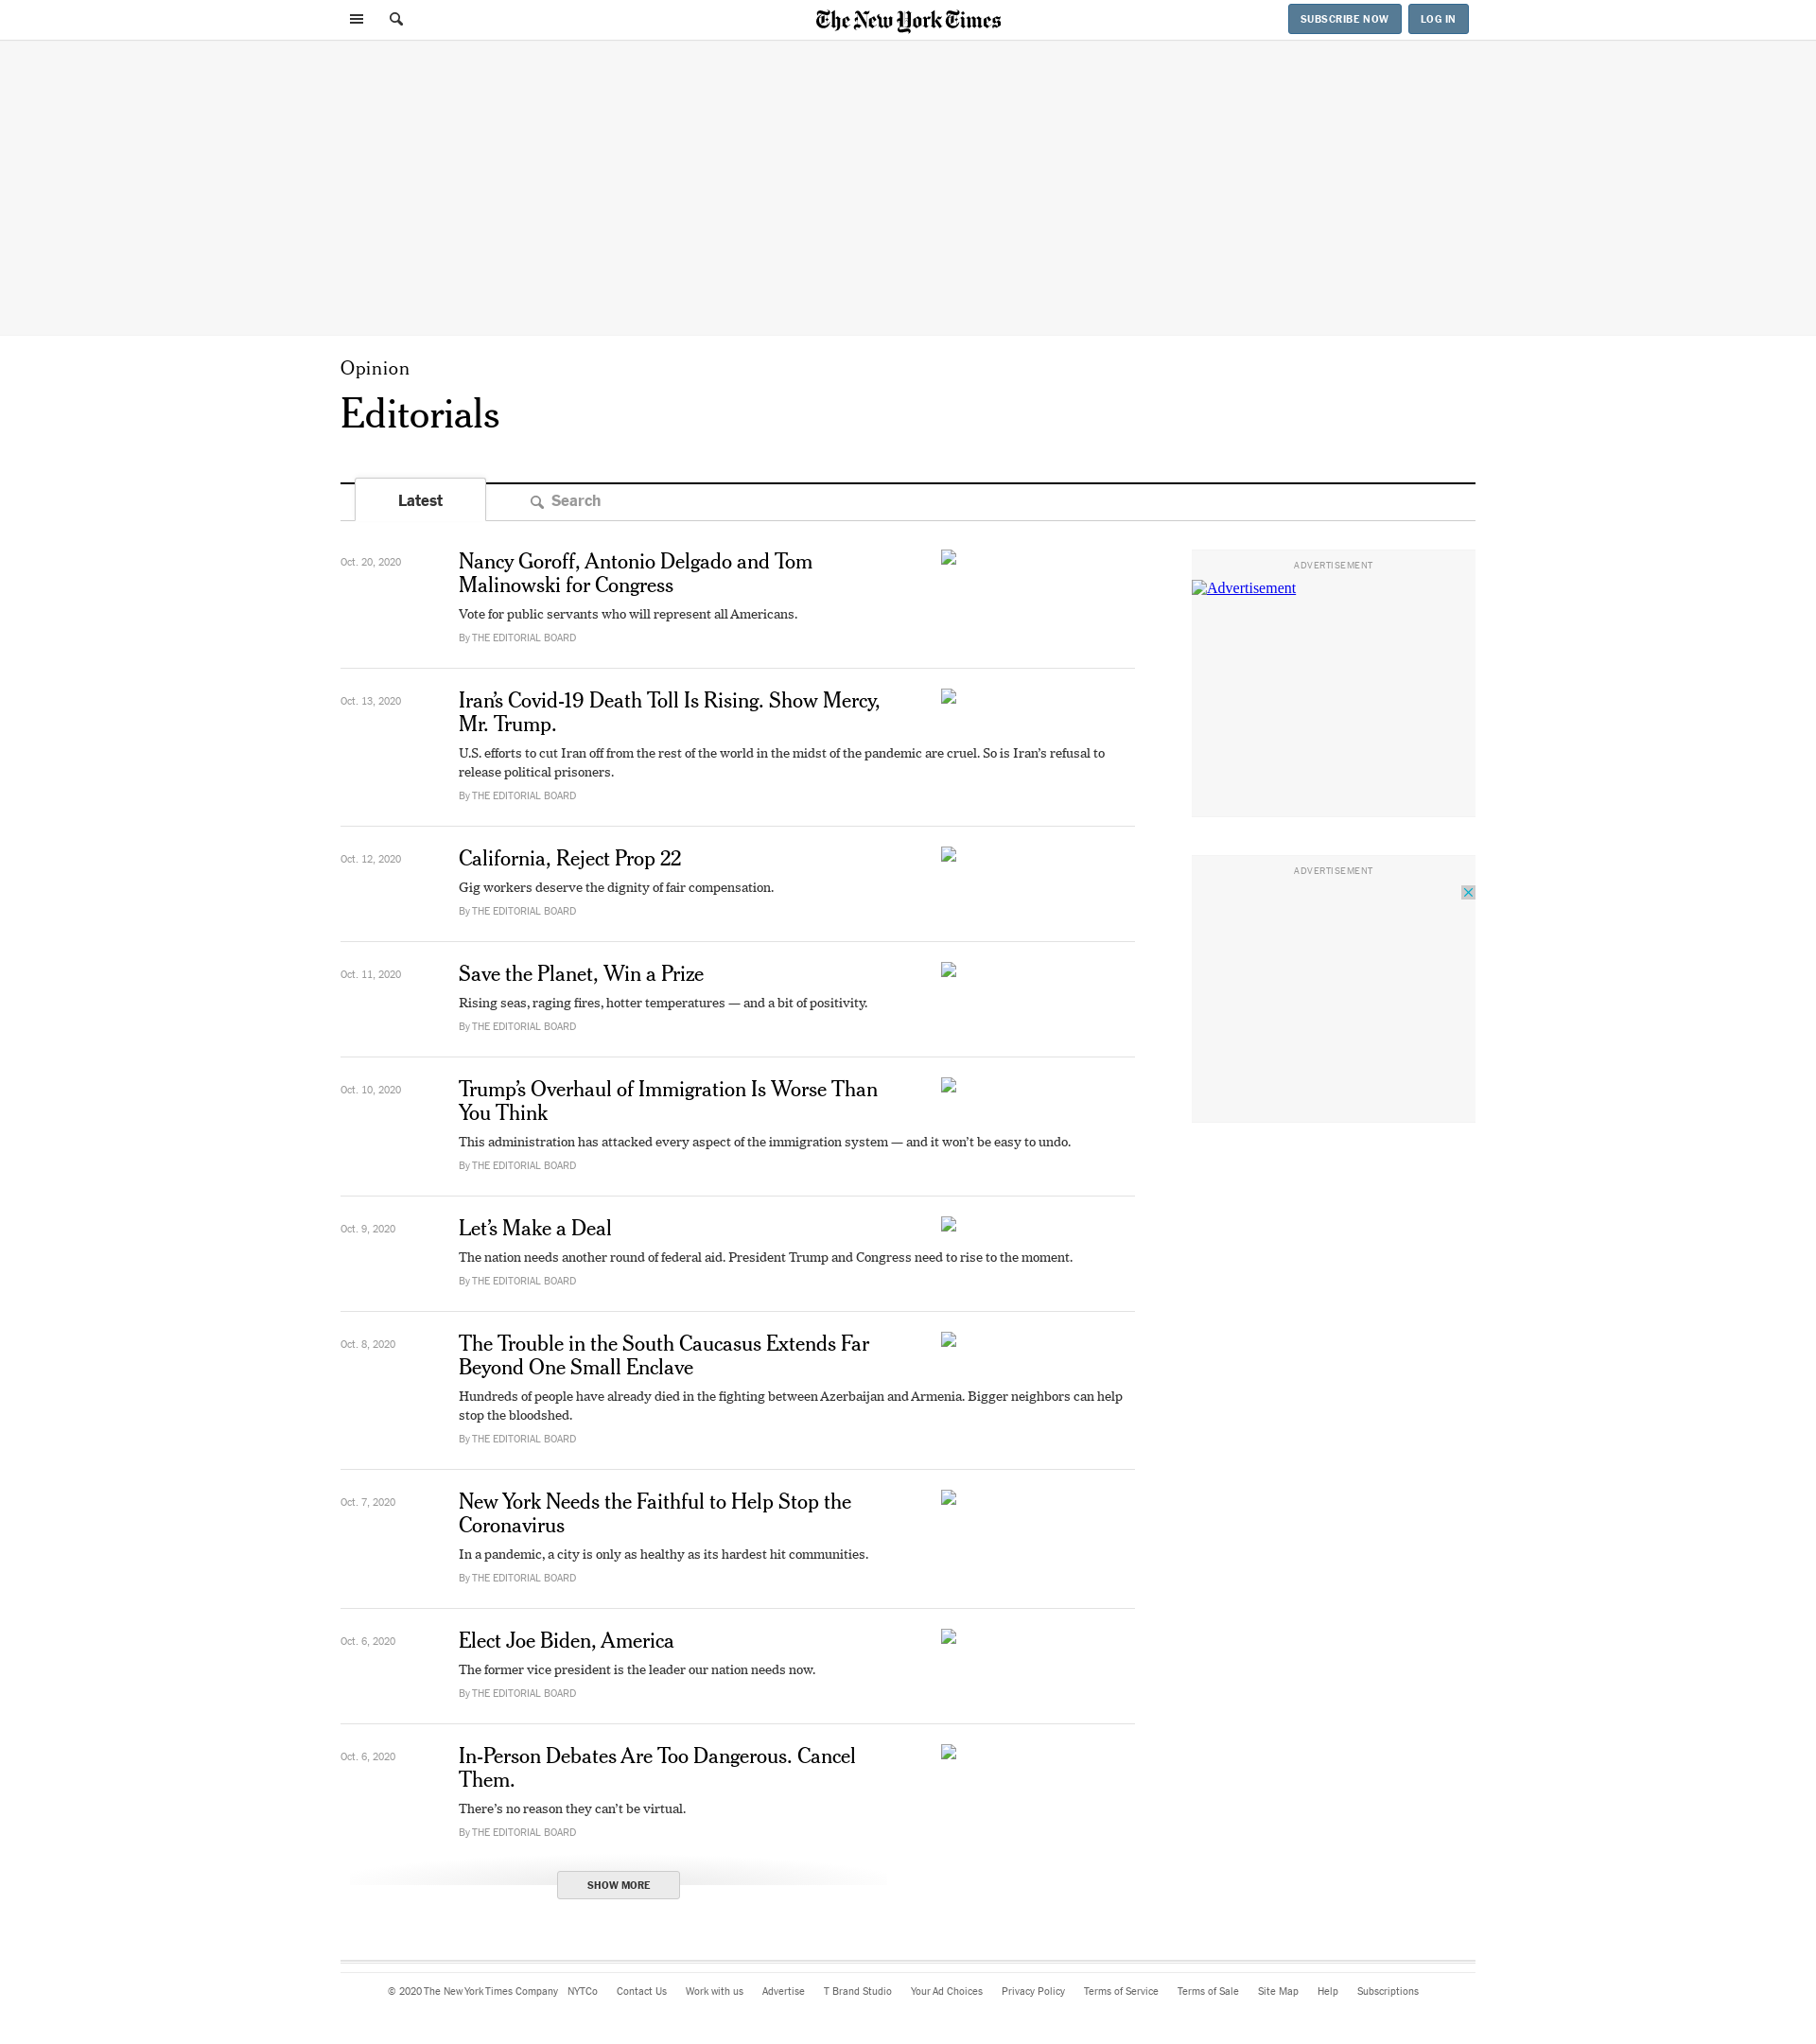 The New York Times
SUBSCRIBE NOW
LOG IN
Opinion
Editorials
Latest
Search
Oct. 20, 2020
Nancy Goroff, Antonio Delgado and Tom
Malinowski for Congress
Vote for public servants who will represent all Americans.
By THE EDITORIAL BOARD
ADVERTISEMENT
Advertisement
Oct. 13, 2020
Iran’s Covid-19 Death Toll Is Rising. Show Mercy,
Mr. Trump.
U.S. efforts to cut Iran off from the rest of the world in the midst of the pandemic are cruel. So is Iran’s refusal to
release political prisoners.
By THE EDITORIAL BOARD
Oct. 12, 2020
California, Reject Prop 22
Gig workers deserve the dignity of fair compensation.
By THE EDITORIAL BOARD
ADVERTISEMENT
Oct. 11, 2020
Save the Planet, Win a Prize
Rising seas, raging fires, hotter temperatures — and a bit of positivity.
By THE EDITORIAL BOARD
Oct. 10, 2020
Trump’s Overhaul of Immigration Is Worse Than
You Think
This administration has attacked every aspect of the immigration system — and it won’t be easy to undo.
By THE EDITORIAL BOARD
Oct. 9, 2020
Let’s Make a Deal
The nation needs another round of federal aid. President Trump and Congress need to rise to the moment.
By THE EDITORIAL BOARD
Oct. 8, 2020
The Trouble in the South Caucasus Extends Far
Beyond One Small Enclave
Hundreds of people have already died in the fighting between Azerbaijan and Armenia. Bigger neighbors can help
stop the bloodshed.
By THE EDITORIAL BOARD
Oct. 7, 2020
New York Needs the Faithful to Help Stop the
Coronavirus
In a pandemic, a city is only as healthy as its hardest hit communities.
By THE EDITORIAL BOARD
Oct. 6, 2020
Elect Joe Biden, America
The former vice president is the leader our nation needs now.
By THE EDITORIAL BOARD
Oct. 6, 2020
In-Person Debates Are Too Dangerous. Cancel
Them.
There’s no reason they can’t be virtual.
By THE EDITORIAL BOARD
SHOW MORE
© 2020 The New York Times Company NYTCo Contact Us Work with us Advertise T Brand Studio Your Ad Choices Privacy Policy Terms of Service Terms of Sale Site Map Help Subscriptions